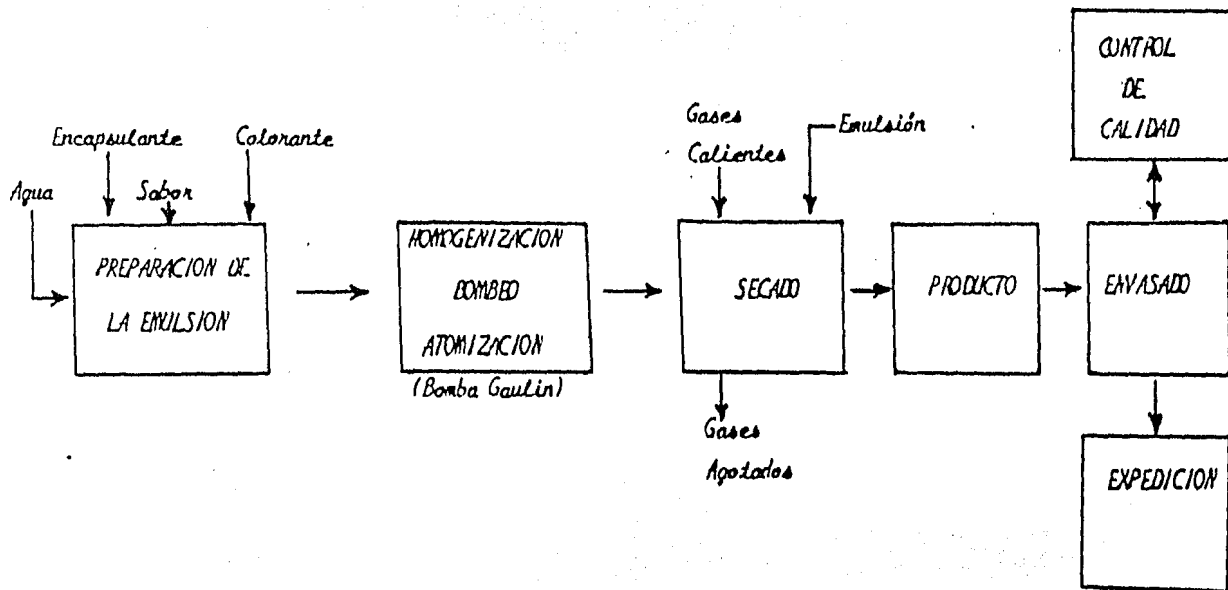 CONTROL
DE
CALIDAD
Encapsulante
Colorante
Agua
Sabor
Gases
Calientes
Emulsión
PREPARACION DE
LA EMULSION
HOMOGENIZACION
BOMBEO
ATOMIZACION
(Bomba Gaulin)
SECADO
PRODUCTO
ENVASADO
Gases
Agotados
EXPEDICION